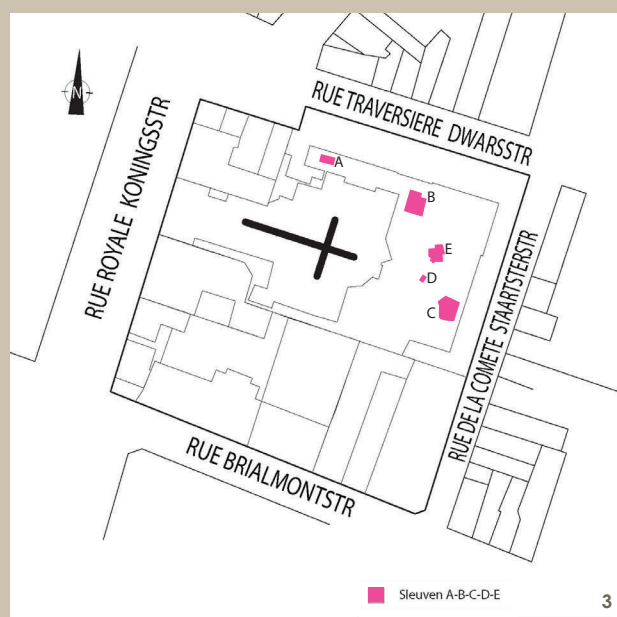 N
RUE TRAVERSIERE DWARSSTR
RUE ROYALE KONINGSSTR
A
B
E
D
C
RUE DE LA COMETE STAARTSTERSTR
RUE BRIALMONTSTR
Sleuven A-B-C-D-E
3